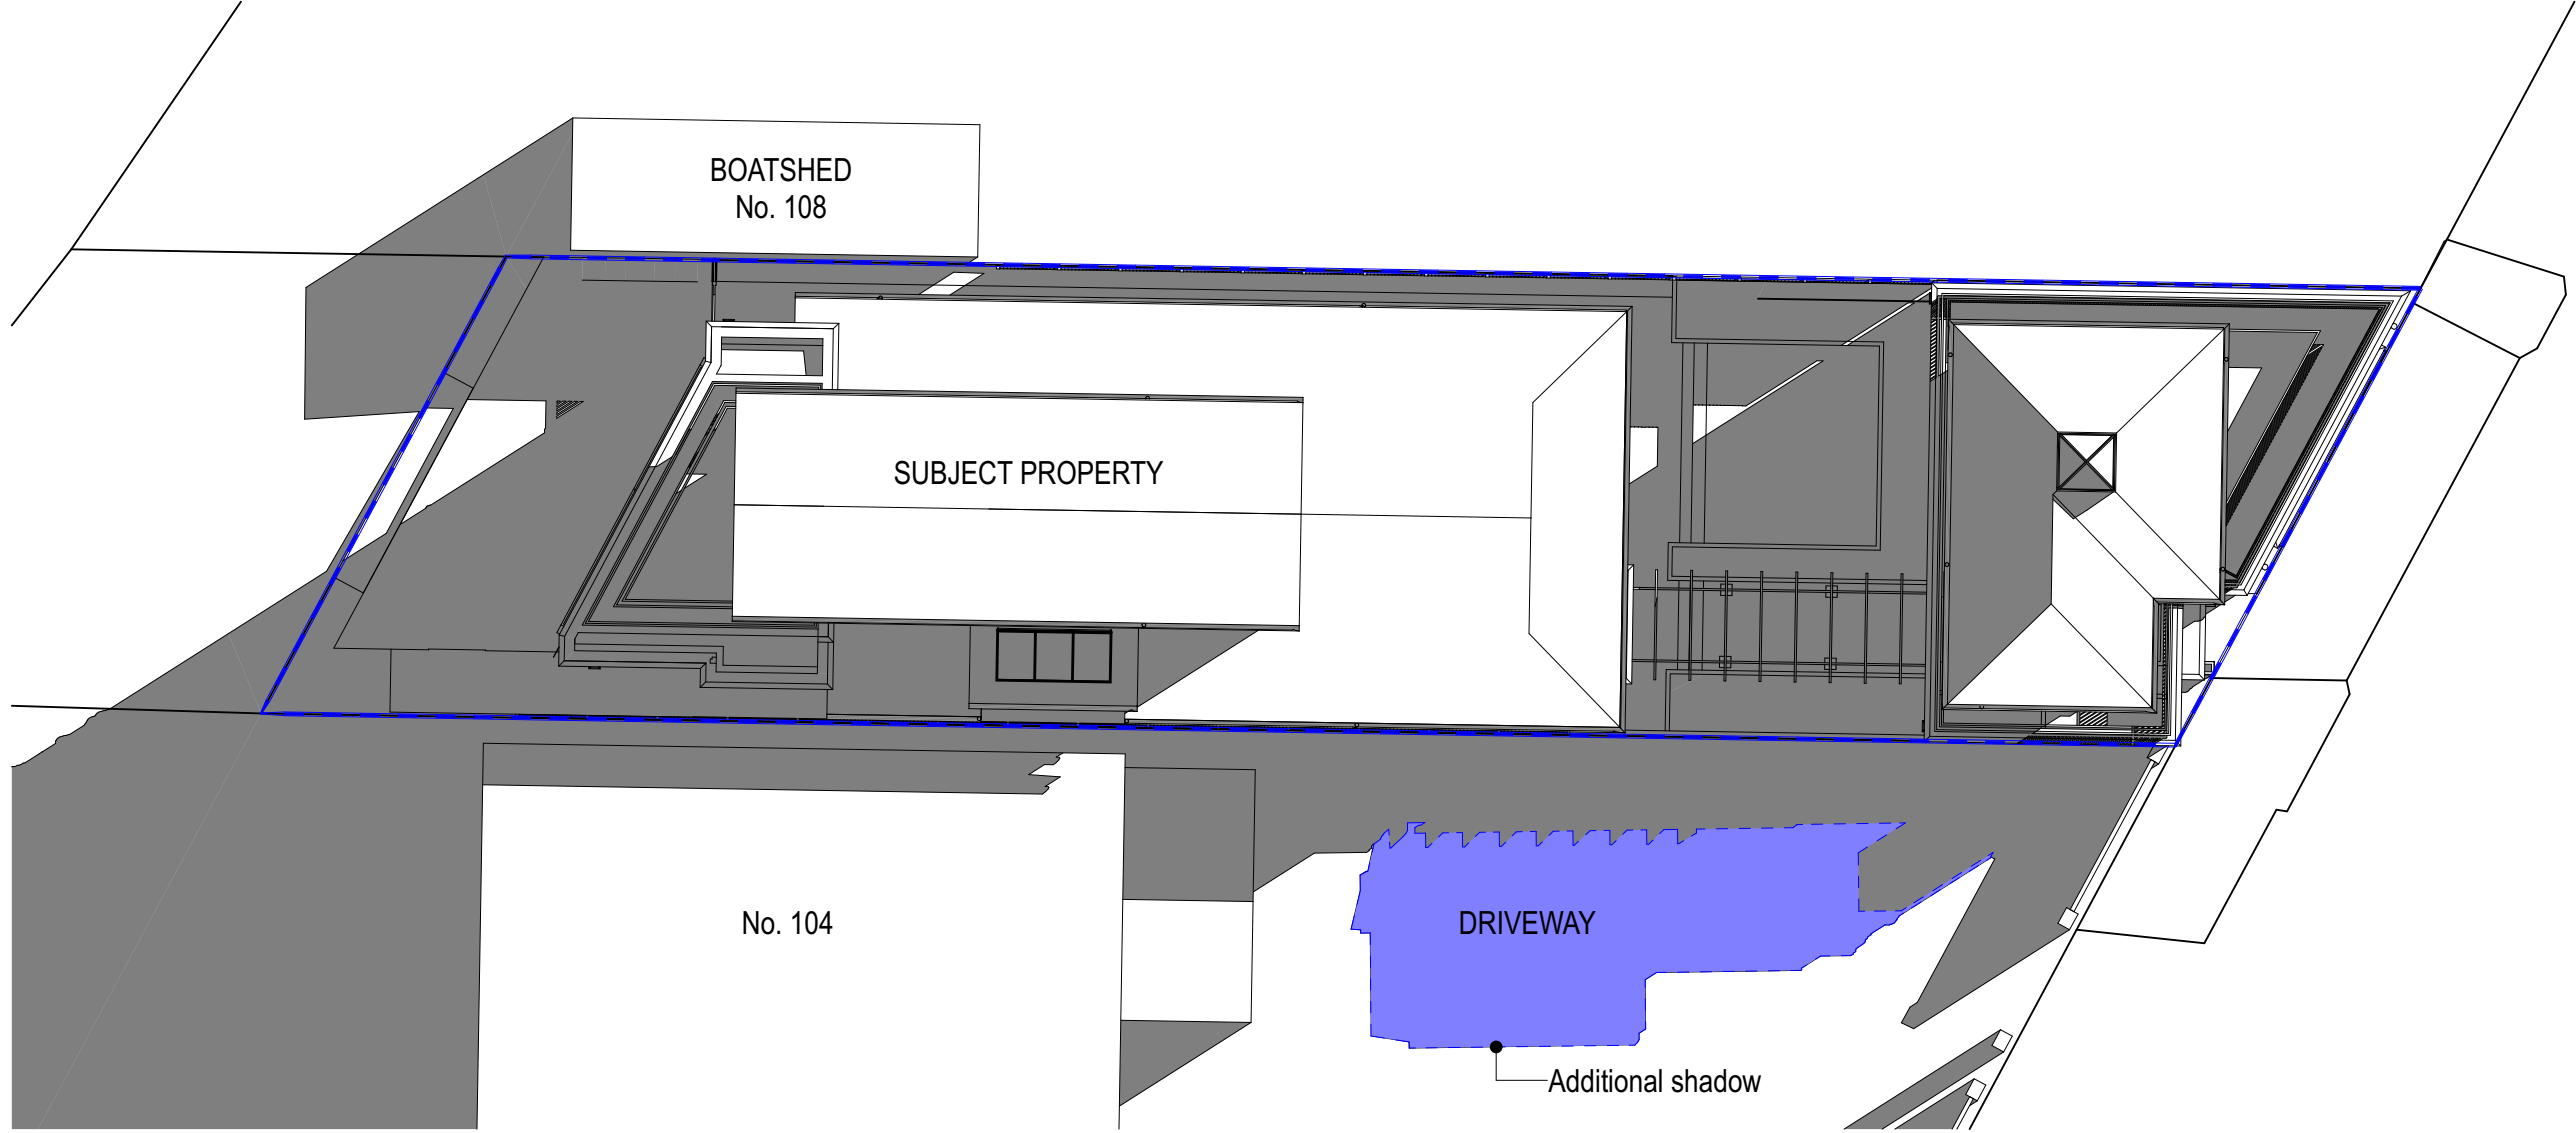 BOATSHED
No. 108
SUBJECT PROPERTY
No. 104
DRIVEWAY
Additional shadow